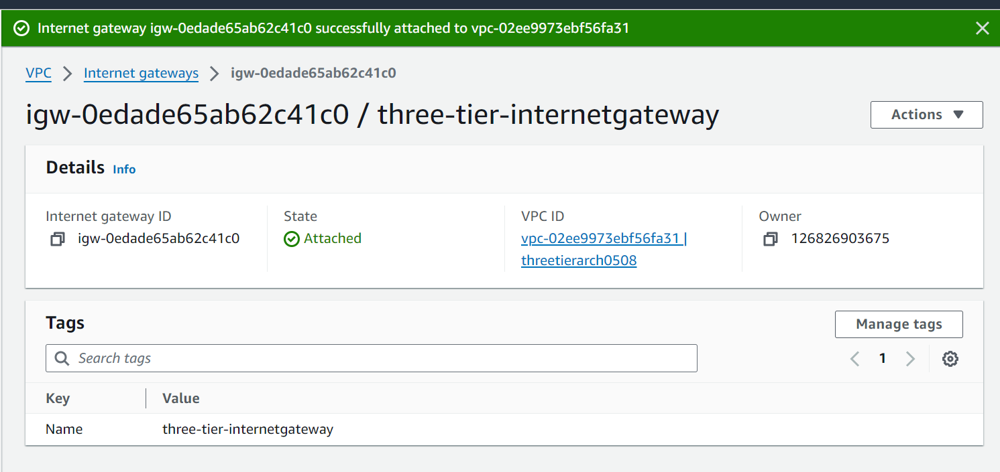 Internet gateway igw-0edade65ab62c41c0 successfully attached to vpc-02ee9973ebf56fa31
VPC > Internet gateways > igw-0edade65ab62c41c0
igw-0edade65ab62c41c0 / three-tier-internetgateway
Actions
Details Info
Internet gateway ID
igw-0edade65ab62c41c0
State
Attached
VPC ID
vpc-02ee9973ebf56fa31 |
threetierarch0508
Owner
126826903675
Tags
Manage tags
Search tags
1
Key Value
Name three-tier-internetgateway